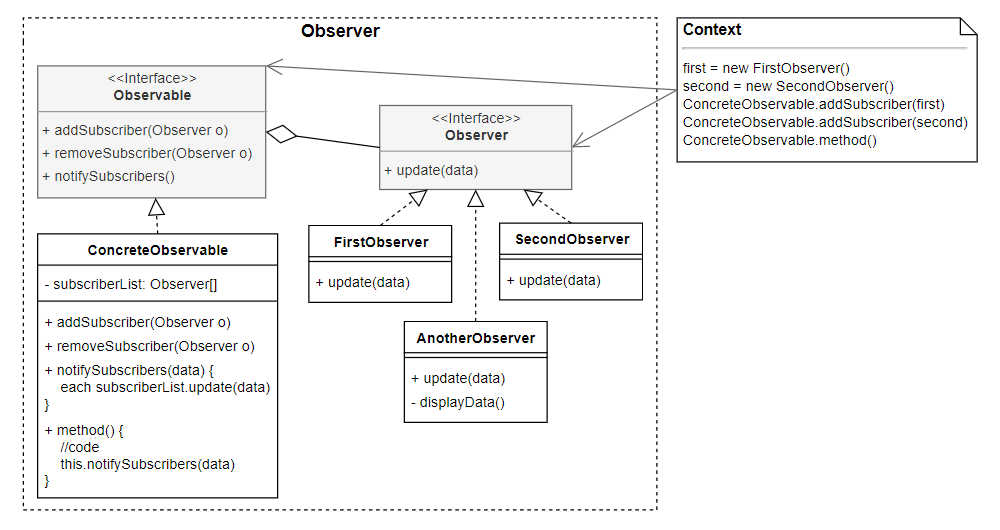 Observer
<<Interface>>
Observable
+ addSubscriber(Observer o)
+ removeSubscriber(Observer o)
+ notifySubscribers()
<<Interface>>
Observer
+ update(data)
Context
first = new FirstObserver()
second = new SecondObserver()
ConcreteObservable.addSubscriber(first)
ConcreteObservable.addSubscriber(second)
ConcreteObservable.method()
ConcreteObservable
- subscriberList: Observer[]
+ addSubscriber(Observer o)
+ removeSubscriber(Observer o)
+ notifySubscribers(data) {
each subscriberList.update(data)
}
+ method() {
//code
this.notifySubscribers(data)
}
FirstObserver
+ update(data)
SecondObserver
+ update(data)
AnotherObserver
+ update(data)
- displayData()